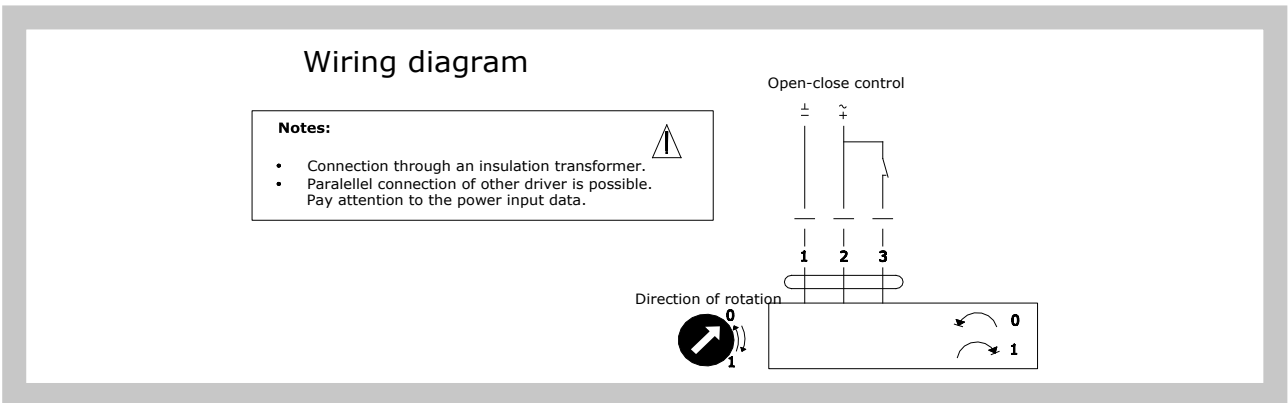 Wiring diagram
Open-close control
⊥ ~
− +
Notes:
• Connection through an insulation transformer.
• Paralellel connection of other driver is possible.
Pay attention to the power input data.
1 2 3
Direction of rotation
0
1
0
1